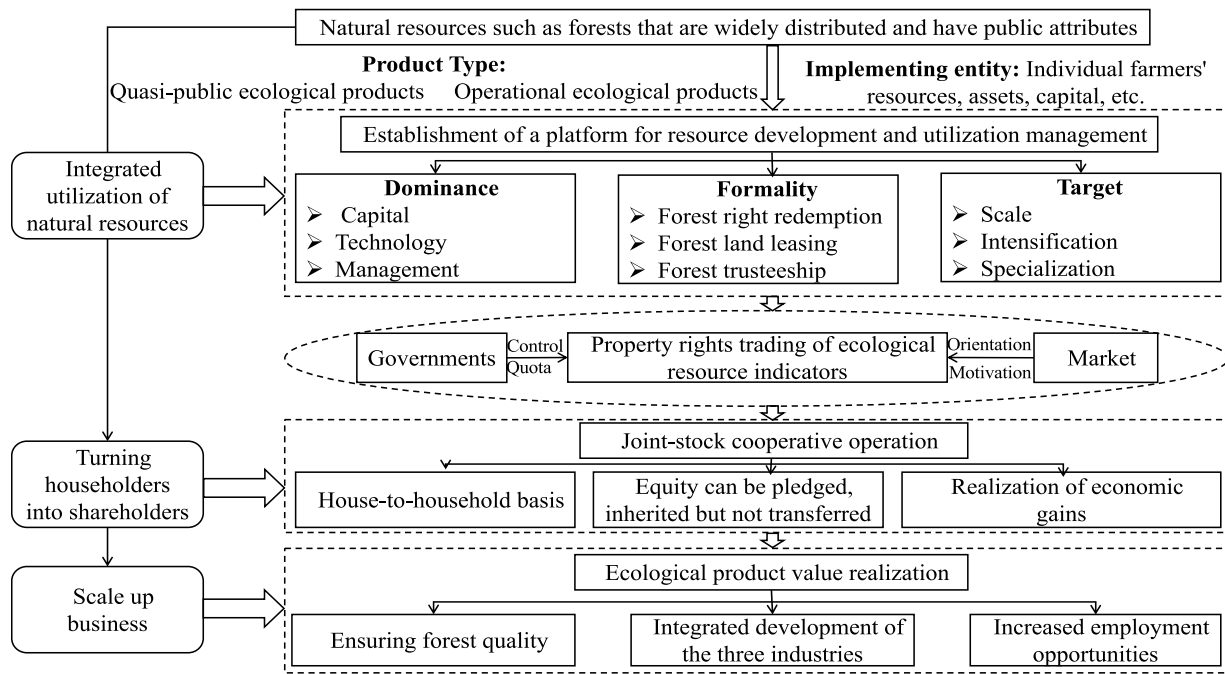 Natural resources such as forests that are widely distributed and have public attributes
Product Type:
Quasi-public ecological products Operational ecological products
Implementing entity: Individual farmers'
resources, assets, capital, etc.
Integrated
utilization of
natural resources
Establishment of a platform for resource development and utilization management
Dominance
➢ Capital
➢ Technology
➢ Management
Formality
➢ Forest right redemption
➢ Forest land leasing
➢ Forest trusteeship
Target
➢ Scale
➢ Intensification
➢ Specialization
Governments
Control
Quota
Property rights trading of ecological
resource indicators
Orientation
Motivation
Market
Turning
householders
into shareholders
Joint-stock cooperative operation
House-to-household basis
Equity can be pledged,
inherited but not transferred
Realization of economic
gains
Scale up
business
Ecological product value realization
Ensuring forest quality
Integrated development of
the three industries
Increased employment
opportunities